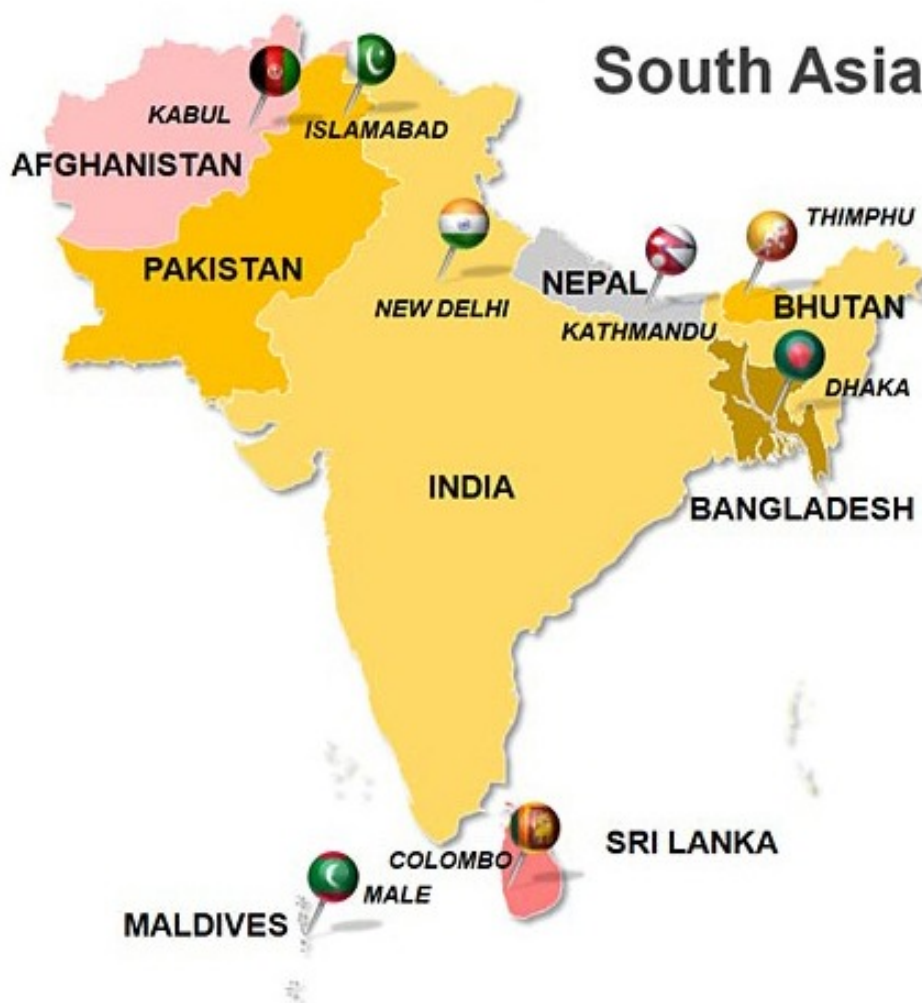 South Asia
KABUL
ISLAMABAD
AFGHANISTAN
THIMPHU
PAKISTAN
NEPAL
NEW DELHI
BHUTAN
KATHMANDU
DHAKA
INDIA
BANGLADESH
SRI LANKA
COLOMBO
MALE
MALDIVES